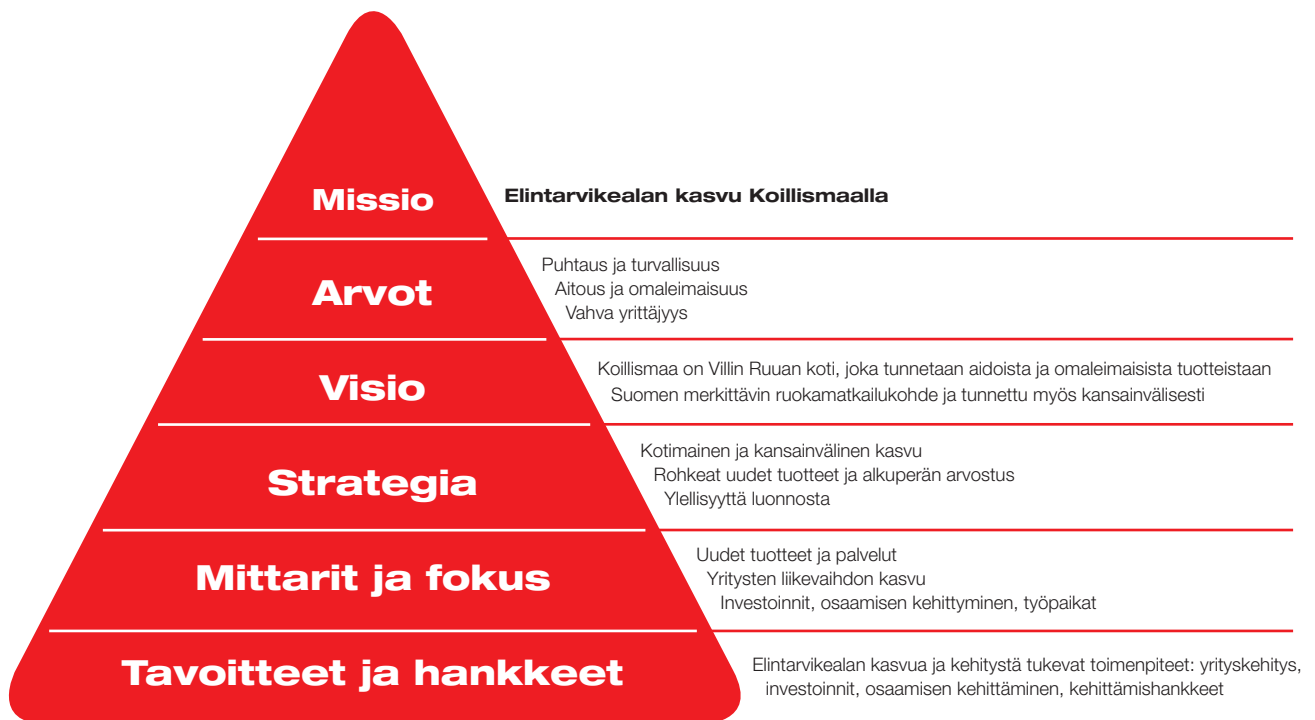 Missio
Elintarvikealan kasvu Koillismaalla
Arvot
Puhtaus ja turvallisuus
Aitous ja omaleimaisuus
Vahva yrittäjyys
Visio
Koillismaa on Villin Ruuan koti, joka tunnetaan aidoista ja omaleimaisista tuotteistaan
Suomen merkittävin ruokamatkailukohde ja tunnettu myös kansainvälisesti
Strategia
Kotimainen ja kansainvälinen kasvu
Rohkeat uudet tuotteet ja alkuperän arvostus
Ylellisyyttä luonnosta
Mittarit ja fokus
Uudet tuotteet ja palvelut
Yritysten liikevaihdon kasvu
Investoinnit, osaamisen kehittyminen, työpaikat
Tavoitteet ja hankkeet
Elintarvikealan kasvua ja kehitystä tukevat toimenpiteet: yrityskehitys,
investoinnit, osaamisen kehittäminen, kehittämishankkeet